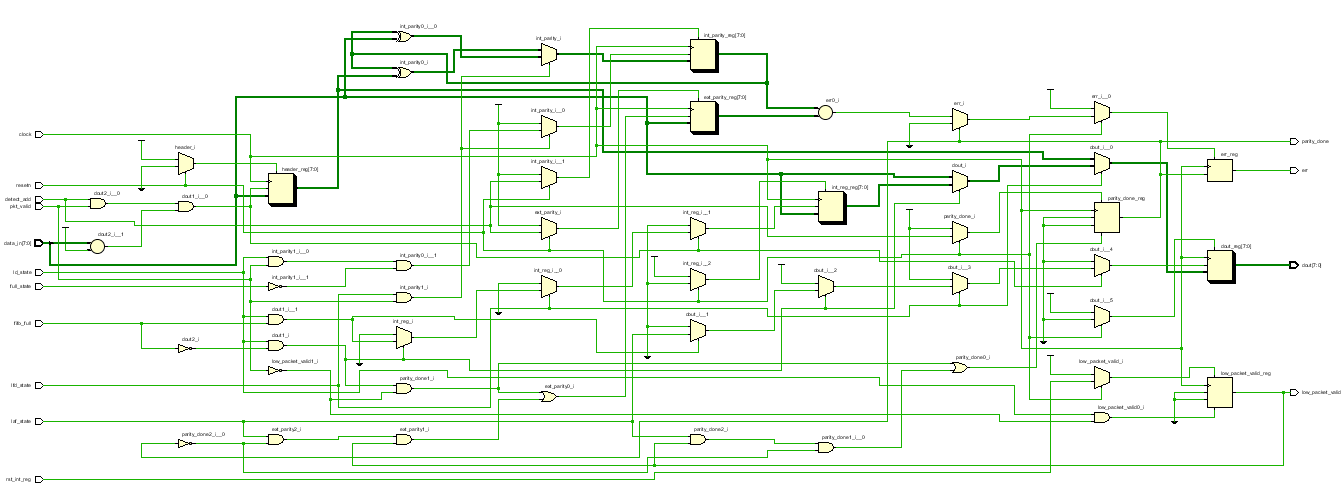 int_parity0_i__0
int_parity_i
int_parity_reg[7:0]
int_parity0_i
ext_parity_reg[7:0]
err0_i
err_i
err_i__0
int_parity_i__0
clock
header_i
header_reg[7:0]
int_parity_i__1
dout_i
dout_i__0
parity_done
err_reg
err
resetn
detect_add
pkt_valid
dout2_i__0
dout1_i__0
int_reg_reg[7:0]
parity_done_reg
ext_parity_i
int_reg_i__1
parity_done_i
data_in[7:0]
dout2_i__1
int_parity1_i__0
int_parity0_i__1
dout_i__4
dout_reg[7:0]
dout[7:0]
ld_state
full_state
int_parity1_i__1
int_parity1_i
int_reg_i__0
int_reg_i__2
dout_i__2
dout_i__3
fifo_full
dout1_i__1
int_reg_i
dout_i__1
dout_i__5
dout2_i
dout1_i
low_packet_valid1_i
parity_done0_i
low_packet_valid_i
low_packet_valid_reg
low_packet_valid
lfd_state
parity_done1_i
ext_parity0_i
low_packet_valid0_i
laf_state
parity_done2_i__0
ext_parity2_i
ext_parity1_i
parity_done2_i
parity_done1_i__0
rst_int_reg